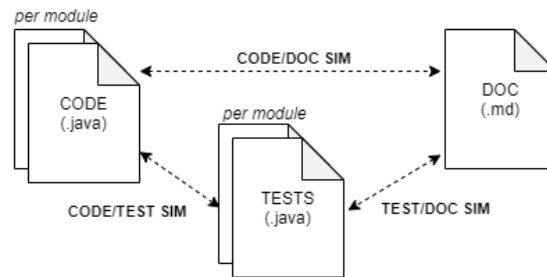 per module
CODE
(.java)
CODE/DOC SIM
DOC
(.md)
per module
TESTS
(.java)
CODE/TEST SIM
TEST/DOC SIM